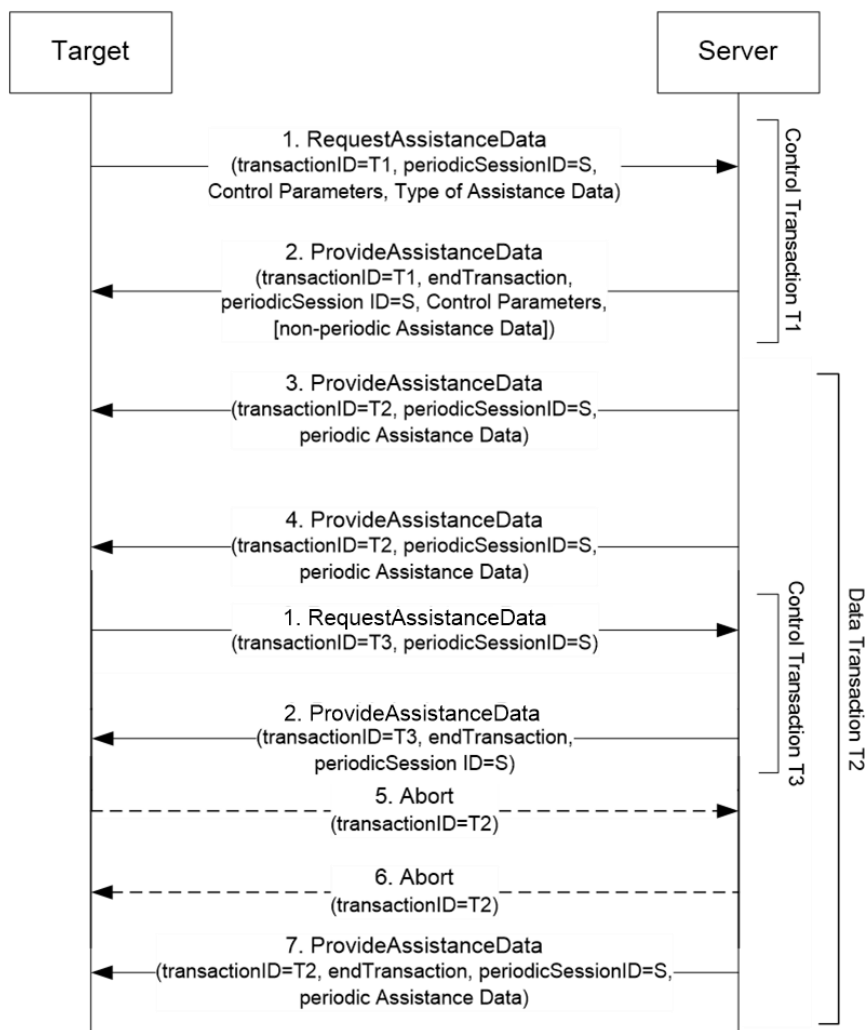 Target
Server
1. RequestAssistanceData
(transactionID=T1, periodicSessionID=S,
Control Parameters, Type of Assistance Data)
Control Transaction T1
2. ProvideAssistanceData
(transactionID=T1, endTransaction,
periodicSession ID=S, Control Parameters,
[non-periodic Assistance Data])
3. ProvideAssistanceData
(transactionID=T2, periodicSessionID=S,
periodic Assistance Data)
Data Transaction T2
4. ProvideAssistanceData
(transactionID=T2, periodicSessionID=S,
periodic Assistance Data)
1. RequestAssistanceData
(transactionID=T3, periodicSessionID=S)
Control Transaction T3
2. ProvideAssistanceData
(transactionID=T3, endTransaction,
periodicSession ID=S)
5. Abort
(transactionID=T2)
6. Abort
(transactionID=T2)
7. ProvideAssistanceData
(transactionID=T2, endTransaction, periodicSessionID=S,
periodic Assistance Data)